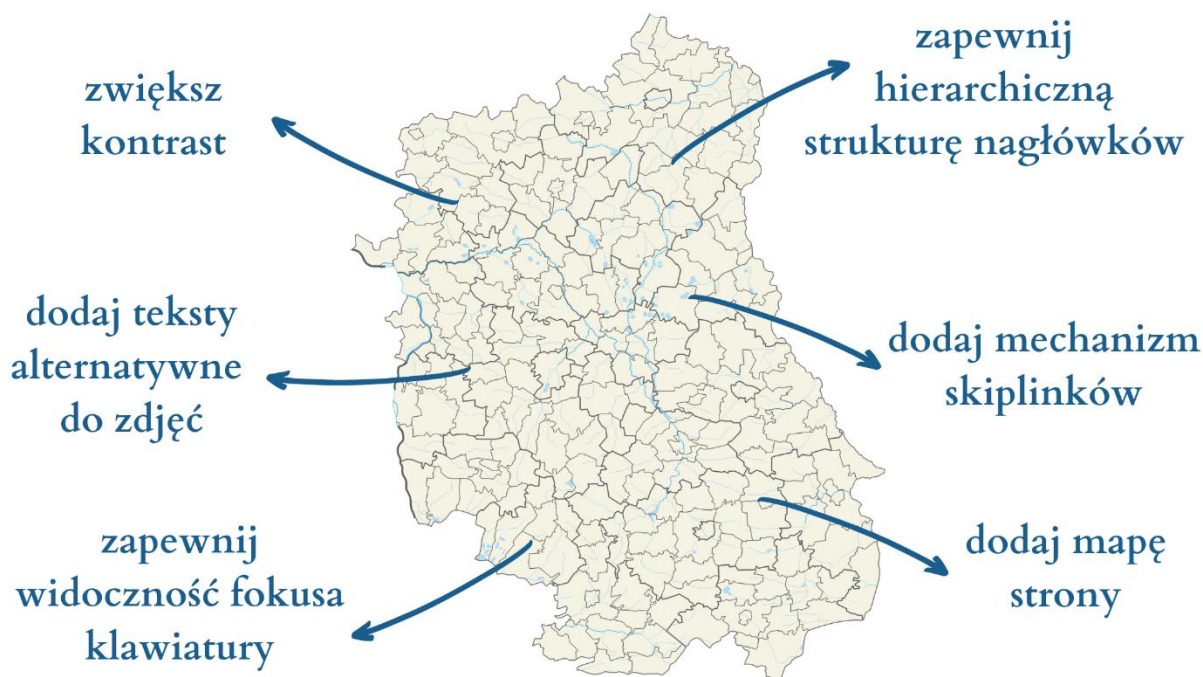 zwiększ
kontrast
zapewnij
hierarchiczną
strukturę nagłówków
dodaj teksty
alternatywne
do zdjęć
dodaj mechanizm
skiplinków
zapewnij
widoczność fokusa
klawiatury
dodaj mapę
strony